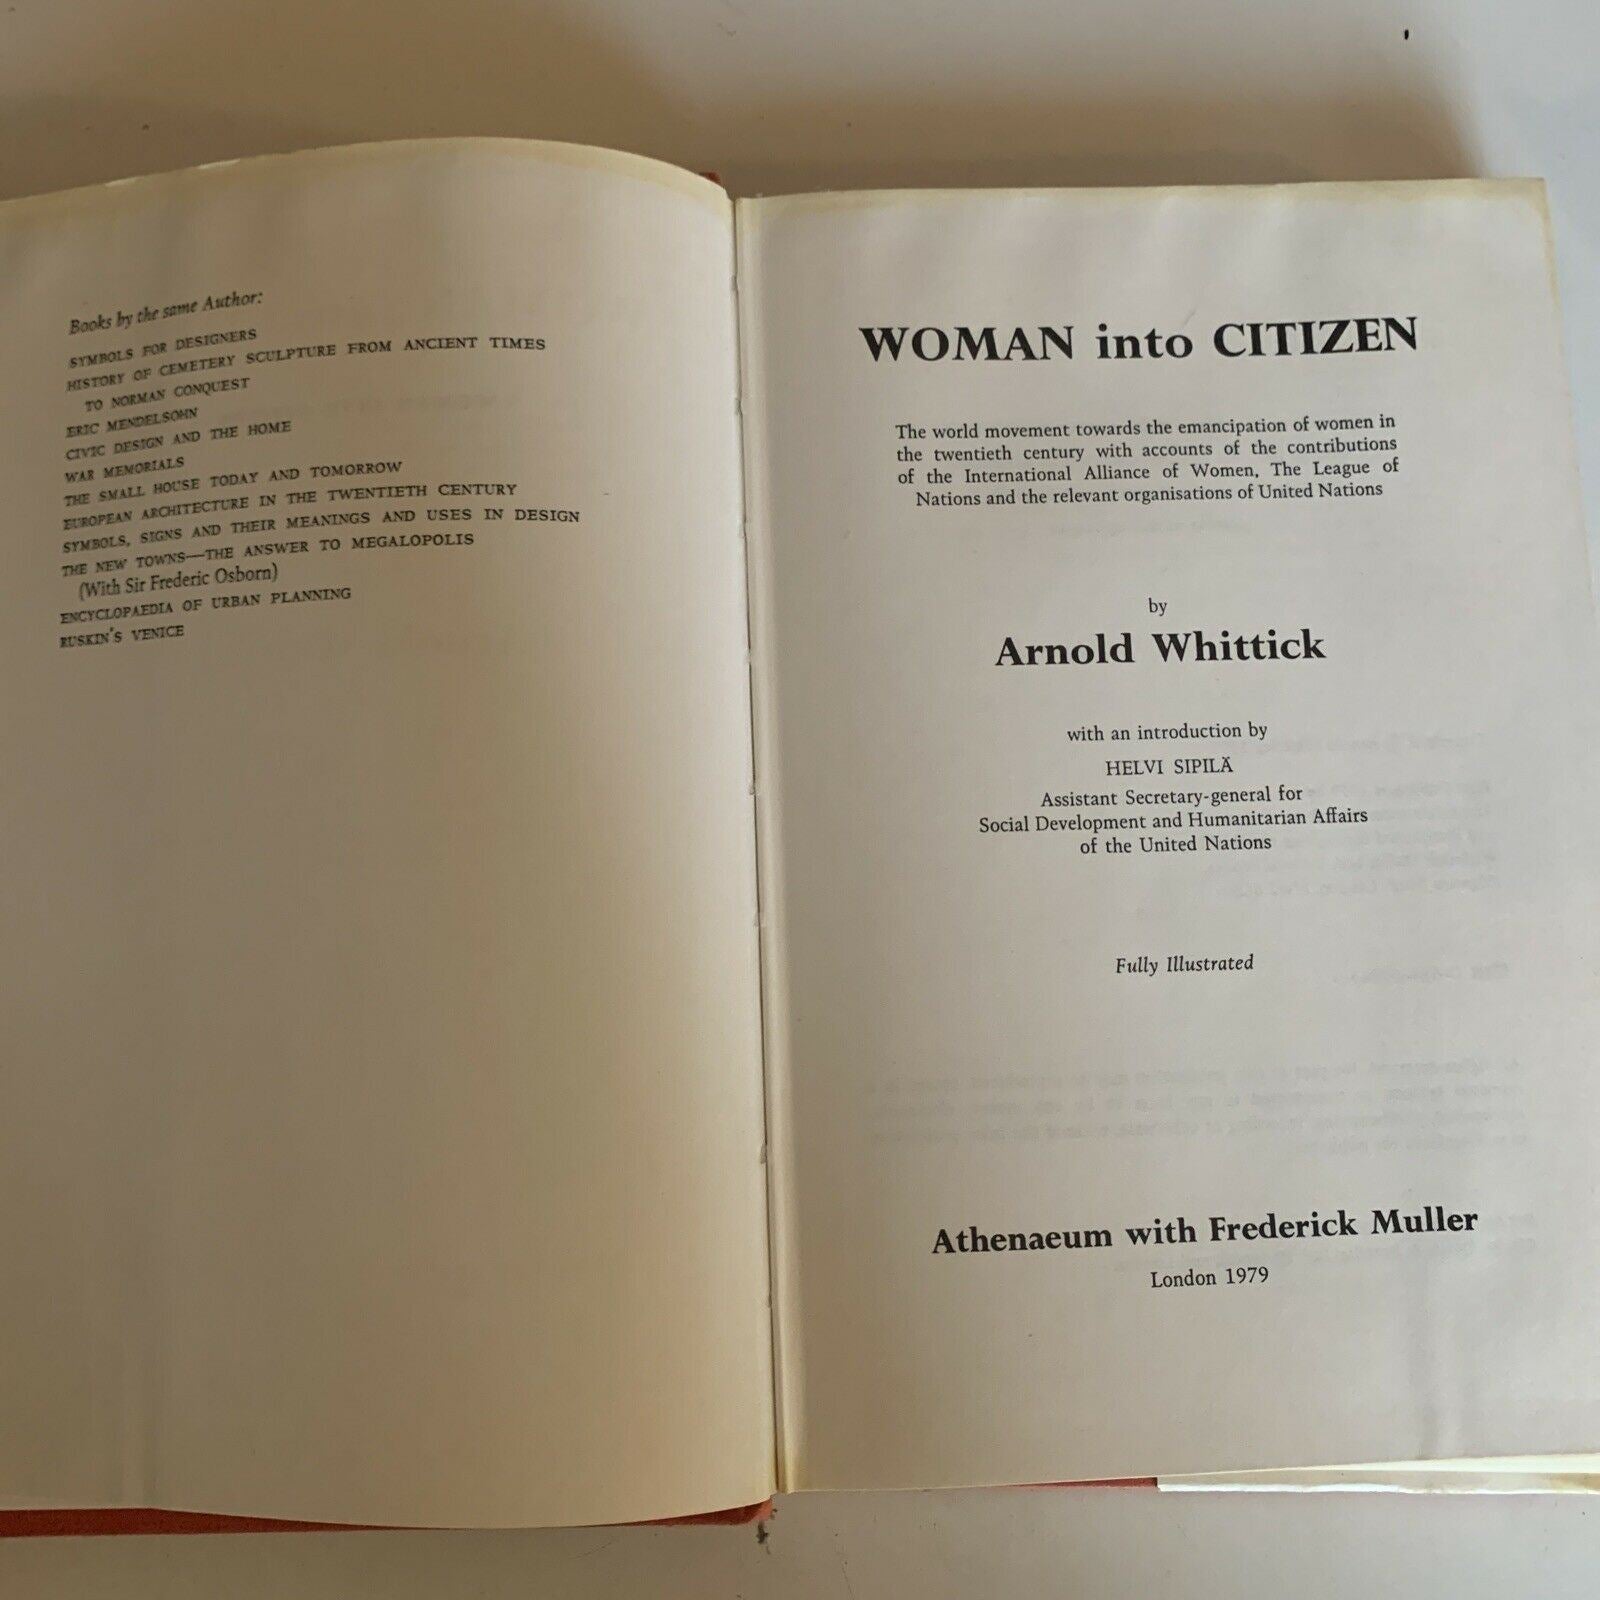 Books by the same Author:
SYMBOLS FOR DESIGNERS
HISTORY OF CEMETERY SCULPTURE FROM ANCIENT TIMES
TO NORMAN CONQUEST
ERIC MENDELSOHN
CIVIC DESIGN AND THE HOME
WAR MEMORIALS
THE SMALL HOUSE TODAY AND TOMORROW
EUROPEAN ARCHITECTURE IN THE TWENTIETH CENTURY
SYMBOLS, SIGNS AND THEIR MEANINGS AND USES IN DESIGN
THE NEW TOWNS—THE ANSWER TO MEGALOPOLIS
(With Sir Frederic Osborn)
ENCYCLOPAEDIA OF URBAN PLANNING
RUSKIN'S VENICE
WOMAN into CITIZEN
The world movement towards the emancipation of women in
the twentieth century with accounts of the contributions
of the International Alliance of Women, The League of
Nations and the relevant organisations of United Nations
by
Arnold Whittick
with an introduction by
HELVI SIPILÄ
Assistant Secretary-general for
Social Development and Humanitarian Affairs
of the United Nations
Fully Illustrated
Athenaeum with Frederick Muller
London 1979